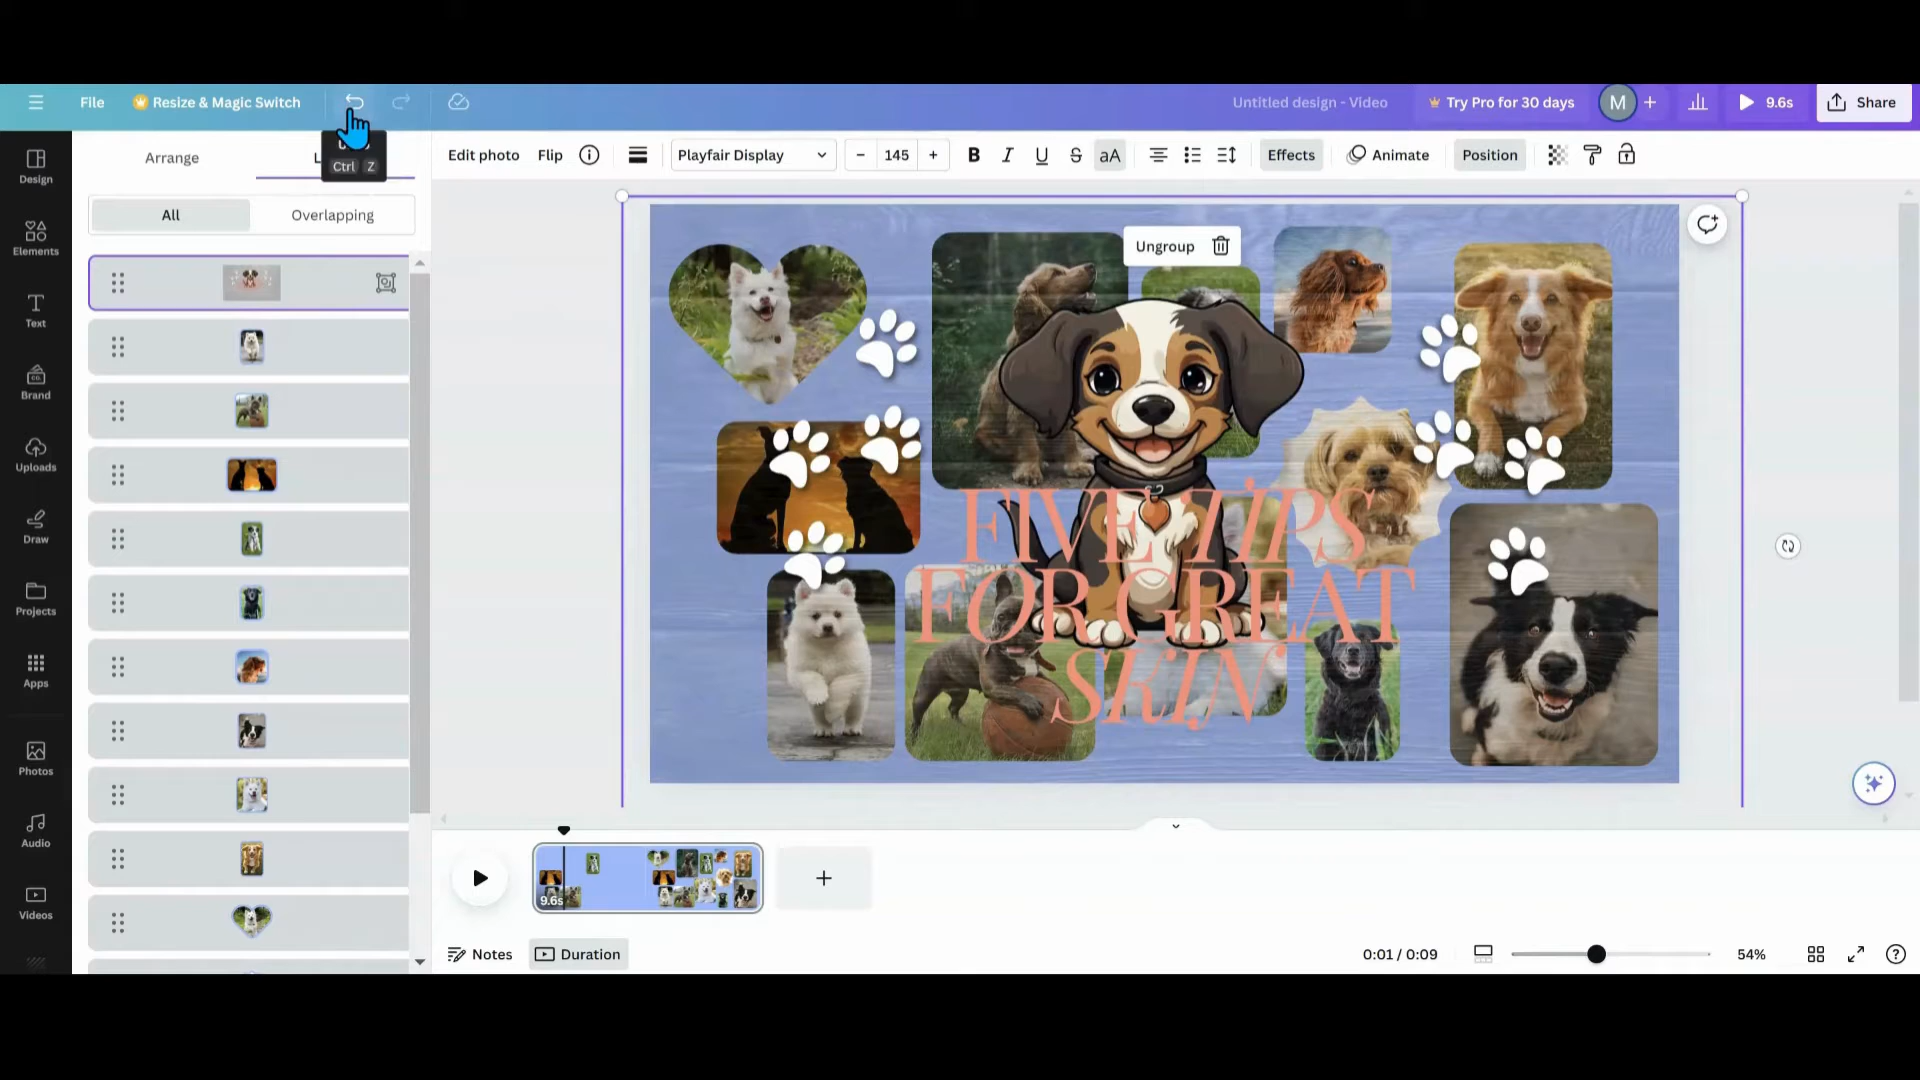 File
Resize & Magic Switch
Untitled design - Video
Try Pro for 30 days
M
9.6s
Share
Ctrl Z
Design
Elements
Text
Brand
Uploads
Draw
Projects
Apps
Photos
Audio
Videos
Arrange
All
Overlapping
Edit photo
Flip
Playfair Display
145
B
I
U
S
aA
Effects
Animate
Position
Ungroup
FIVE TIPS
FOR GREAT
SKIN
9.6s
Notes
Duration
0:01 / 0:09
54%